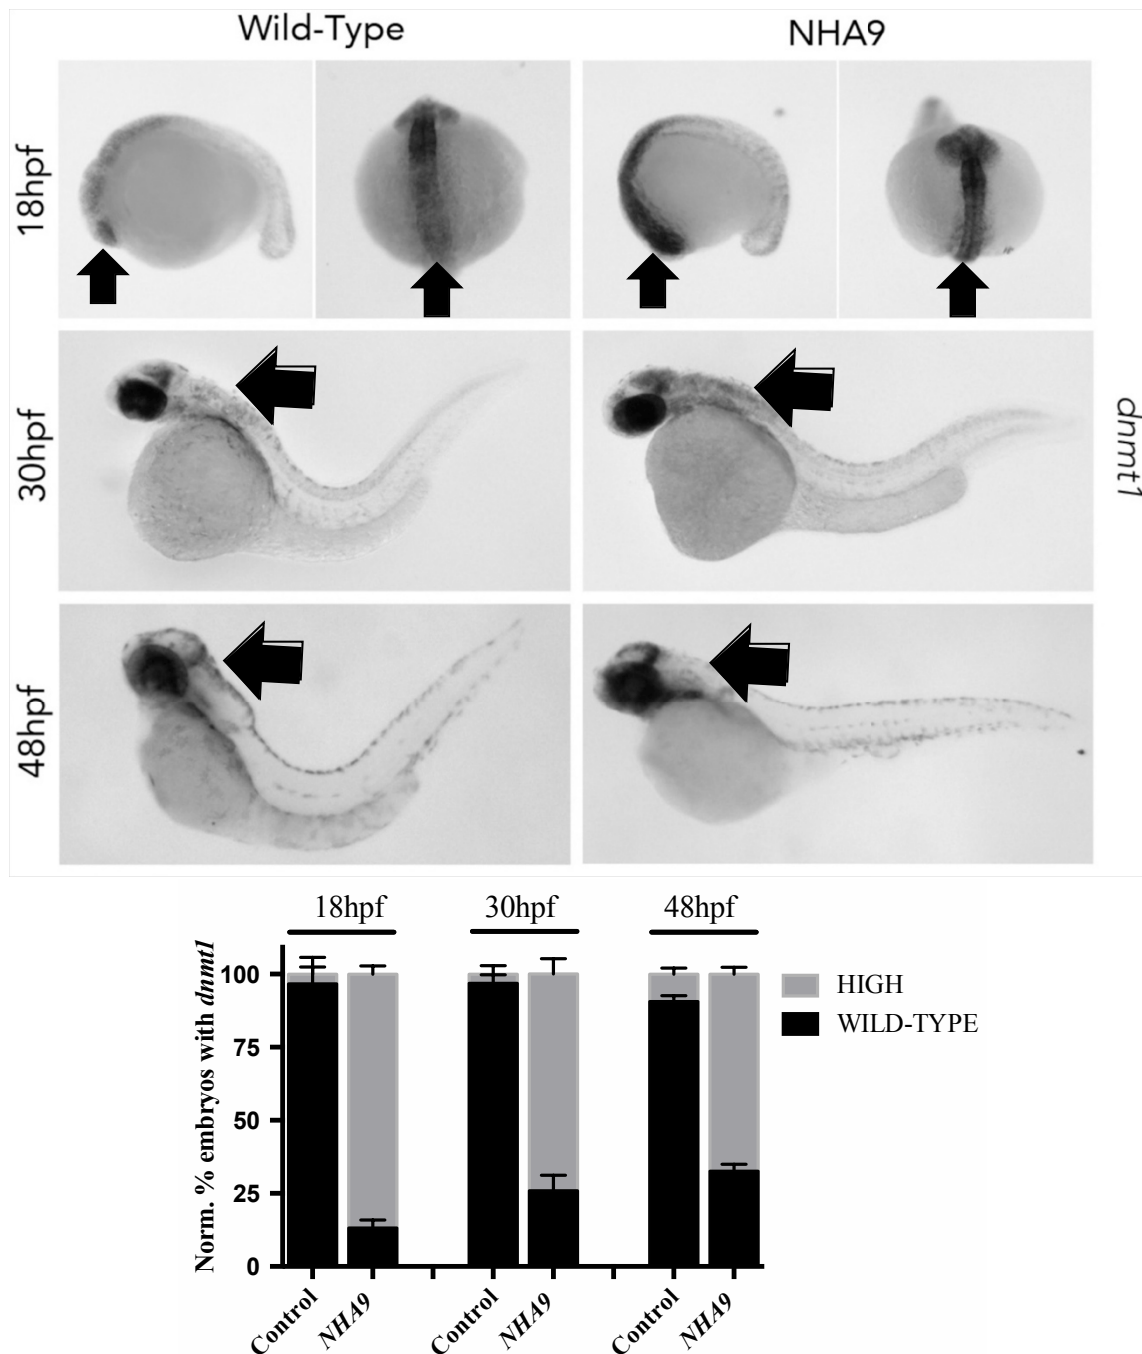 Wild-Type
NHA9
18hpf
30hpf
48hpf
dnmt1
18hpf
30hpf
48hpf
Norm. % embryos with dnmt1
100
75
50
25
0
HIGH
WILD-TYPE
Control
NHA9
Control
NHA9
Control
NHA9